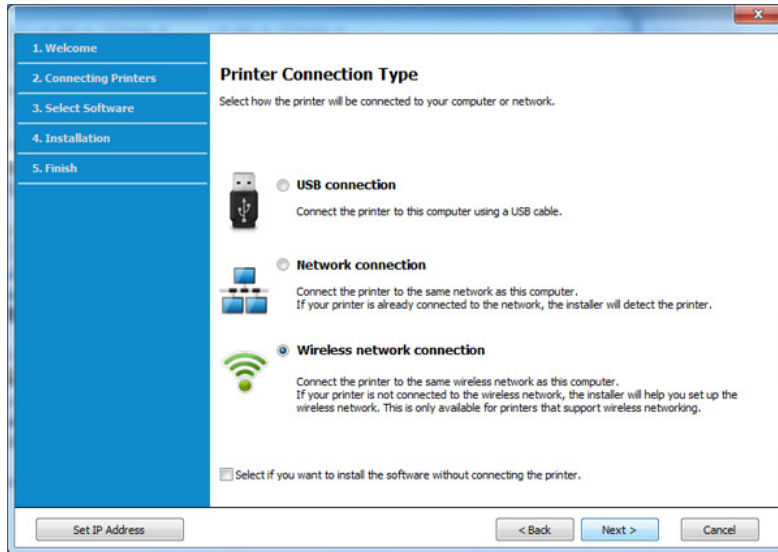 1. Welcome
2. Connecting Printers
3. Select Software
4. Installation
5. Finish
Printer Connection Type
Select how the printer will be connected to your computer or network.
USB connection
Connect the printer to this computer using a USB cable.
Network connection
Connect the printer to the same network as this computer.
If your printer is already connected to the network, the installer will detect the printer.
Wireless network connection
Connect the printer to the same wireless network as this computer.
If your printer is not connected to the wireless network, the installer will help you set up the
wireless network. This is only available for printers that support wireless networking.
Select if you want to install the software without connecting the printer.
Set IP Address
< Back
Next >
Cancel